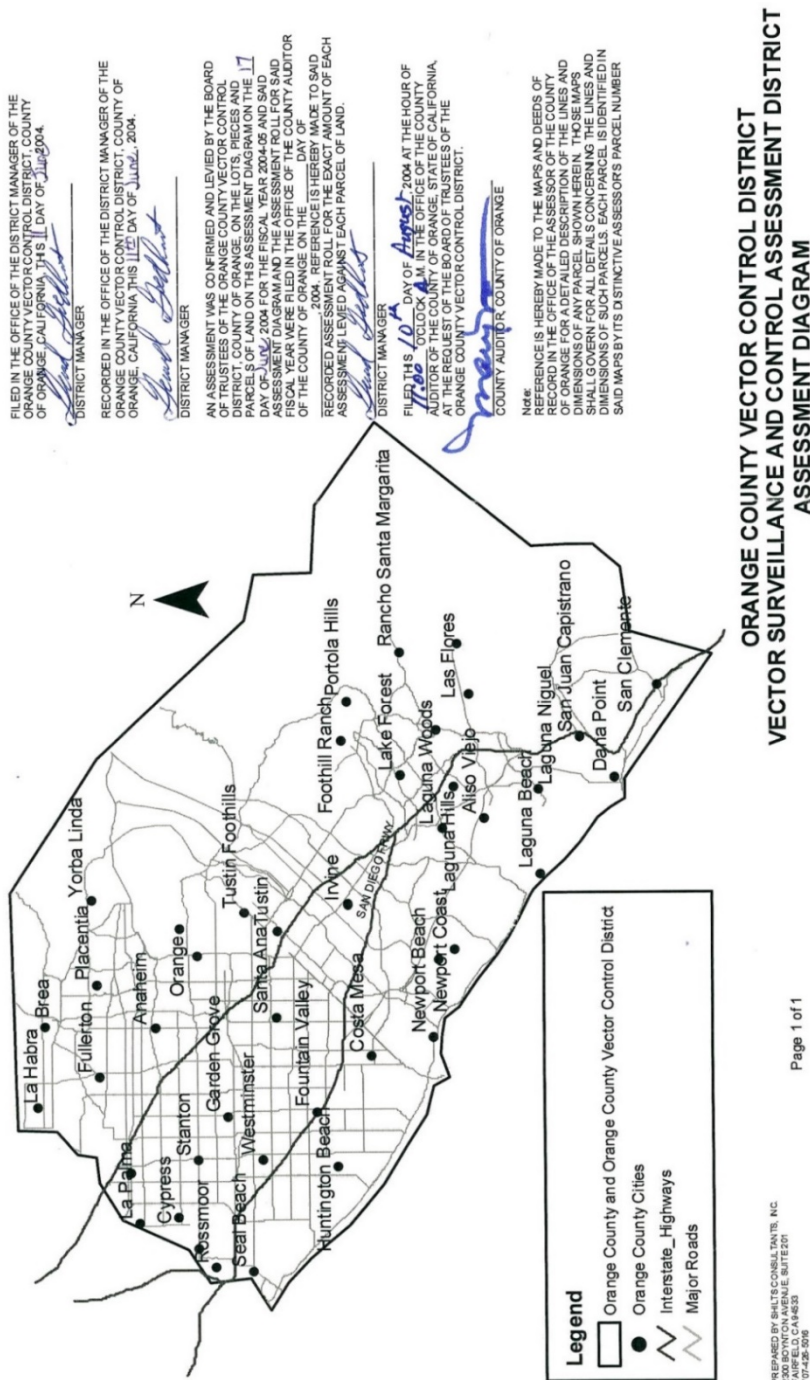 FILED IN THE OFFICE OF THE DISTRICT MANAGER OF THE
ORANGE COUNTY VECTOR CONTROL DISTRICT, COUNTY
OF ORANGE, CALIFORNIA, THIS 11 DAY OF June, 2004.
DISTRICT MANAGER
RECORDED IN THE OFFICE OF THE DISTRICT MANAGER OF THE
ORANGE COUNTY VECTOR CONTROL DISTRICT, COUNTY OF
ORANGE, CALIFORNIA THIS 11th DAY OF June, 2004.
DISTRICT MANAGER
AN ASSESSMENT WAS CONFIRMED AND LEVIED BY THE BOARD
OF TRUSTEES OF THE ORANGE COUNTY VECTOR CONTROL
DISTRICT, COUNTY OF ORANGE, ON THE LOTS, PIECES AND
PARCELS OF LAND ON THIS ASSESSMENT DIAGRAM ON THE 17
DAY OF June, 2004 FOR THE FISCAL YEAR 2004-05 AND SAID
ASSESSMENT DIAGRAM AND THE ASSESSMENT ROLL FOR SAID
FISCAL YEAR WERE FILED IN THE OFFICE OF THE COUNTY AUDITOR
OF THE COUNTY OF ORANGE ON THE DAY OF
, 2004. REFERENCE IS HEREBY MADE TO SAID
RECORDED ASSESSMENT ROLL FOR THE EXACT AMOUNT OF EACH
ASSESSMENT LEVIED AGAINST EACH PARCEL OF LAND.
DISTRICT MANAGER
FILED THIS 10th DAY OF August, 2004 AT THE HOUR OF
11:00 O'CLOCK A.M. IN THE OFFICE OF THE COUNTY
AUDITOR OF THE COUNTY OF ORANGE, STATE OF CALIFORNIA,
AT THE REQUEST OF THE BOARD OF TRUSTEES OF THE
ORANGE COUNTY VECTOR CONTROL DISTRICT.
COUNTY AUDITOR, COUNTY OF ORANGE
Note:
REFERENCE IS HEREBY MADE TO THE MAPS AND DEEDS OF
RECORD IN THE OFFICE OF THE ASSESSOR OF THE COUNTY
OF ORANGE FOR A DETAILED DESCRIPTION OF THE LINES AND
DIMENSIONS OF ANY PARCEL SHOWN HEREIN. THOSE MAPS
SHALL GOVERN FOR ALL DETAILS CONCERNING THE LINES AND
DIMENSIONS OF SUCH PARCELS. EACH PARCEL IS IDENTIFIED IN
SAID MAPS BY ITS DISTINCTIVE ASSESSOR'S PARCEL NUMBER
N
La Habra
Brea
Fullerton
Placentia
Yorba Linda
La Palma
Anaheim
Cypress
Stanton
Orange
Rossmoor
Garden Grove
Tustin Foothills
Seal Beach
Westminster
Santa Ana
Tustin
Fountain Valley
Huntington Beach
Irvine
SAN DIEGO FRWY
Costa Mesa
Foothill Ranch
Portola Hills
Newport Beach
Newport Coast
Lake Forest
Rancho Santa Margarita
Laguna Woods
Laguna Hills
Aliso Viejo
Las Flores
Laguna Beach
Laguna Niguel
San Juan Capistrano
Dana Point
San Clemente
Legend
Orange County and Orange County Vector Control District
Orange County Cities
Interstate_Highways
Major Roads
ORANGE COUNTY VECTOR CONTROL DISTRICT
VECTOR SURVEILLANCE AND CONTROL ASSESSMENT DISTRICT
ASSESSMENT DIAGRAM
Page 1 of 1
PREPARED BY SHILTS CONSULTANTS, INC.
BOYNTON AVENUE, SUITE 201
FAIRFIELD, CA 94533